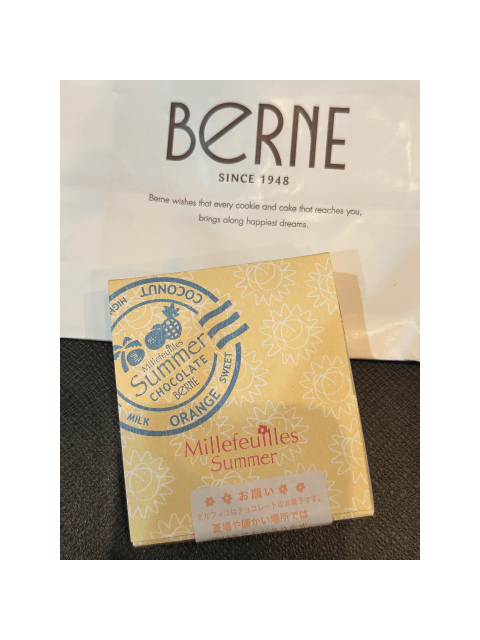 BERNE
SINCE 1948
Berne wishes that every cookie and cake that reaches you,
brings along happiest dreams.
COCONUT
HIGH
Millefeuilles
Summer
CHOCOLATE
BERNE
MILK
ORANGE
SWEET
Millefeuilles
Summer
お願い
ミルフィユはチョコレートのお菓子です。
夏場や暖かい場所では